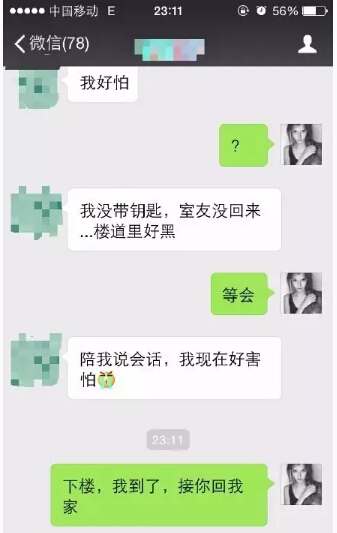 中国移动 E 23:11 56%
微信(78)
我好怕
？
我没带钥匙，室友没回来
...楼道里好黑
等会
陪我说会话，我现在好害
怕
23:11
下楼，我到了，接你回我
家